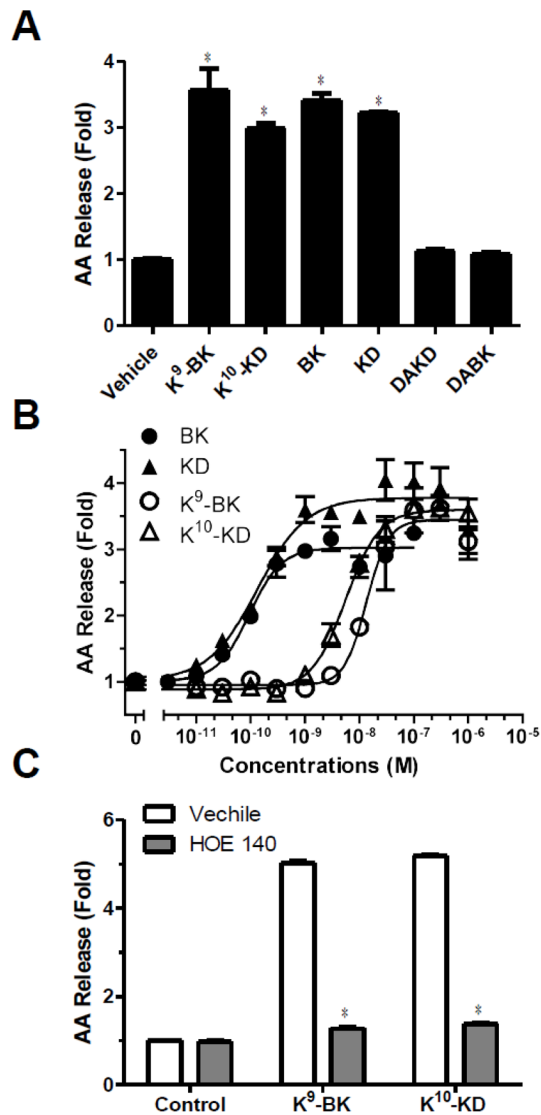 A
AA Release (Fold)
4
3
2
1
0
* * * *
Vehicle K⁹-BK K¹⁰-KD BK KD DAKD DABK
B
BK
KD
K⁹-BK
K¹⁰-KD
AA Release (Fold)
4
3
2
1
0 10⁻¹¹ 10⁻¹⁰ 10⁻⁹ 10⁻⁸ 10⁻⁷ 10⁻⁶ 10⁻⁵
Concentrations (M)
C
Vechile
HOE 140
AA Release (Fold)
6
4
2
0
* *
Control K⁹-BK K¹⁰-KD